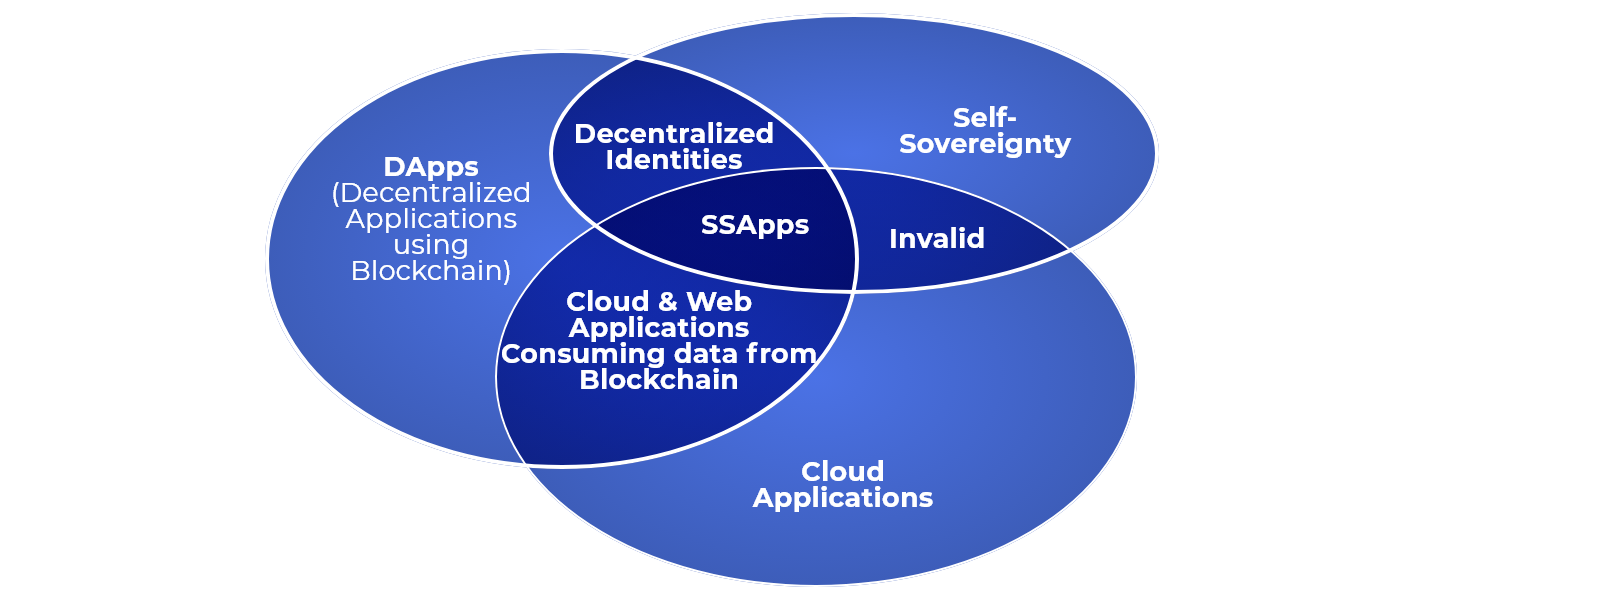 Self-
Sovereignty
Decentralized
Identities
DApps
(Decentralized
Applications
using
Blockchain)
SSApps
Invalid
Cloud & Web
Applications
Consuming data from
Blockchain
Cloud
Applications